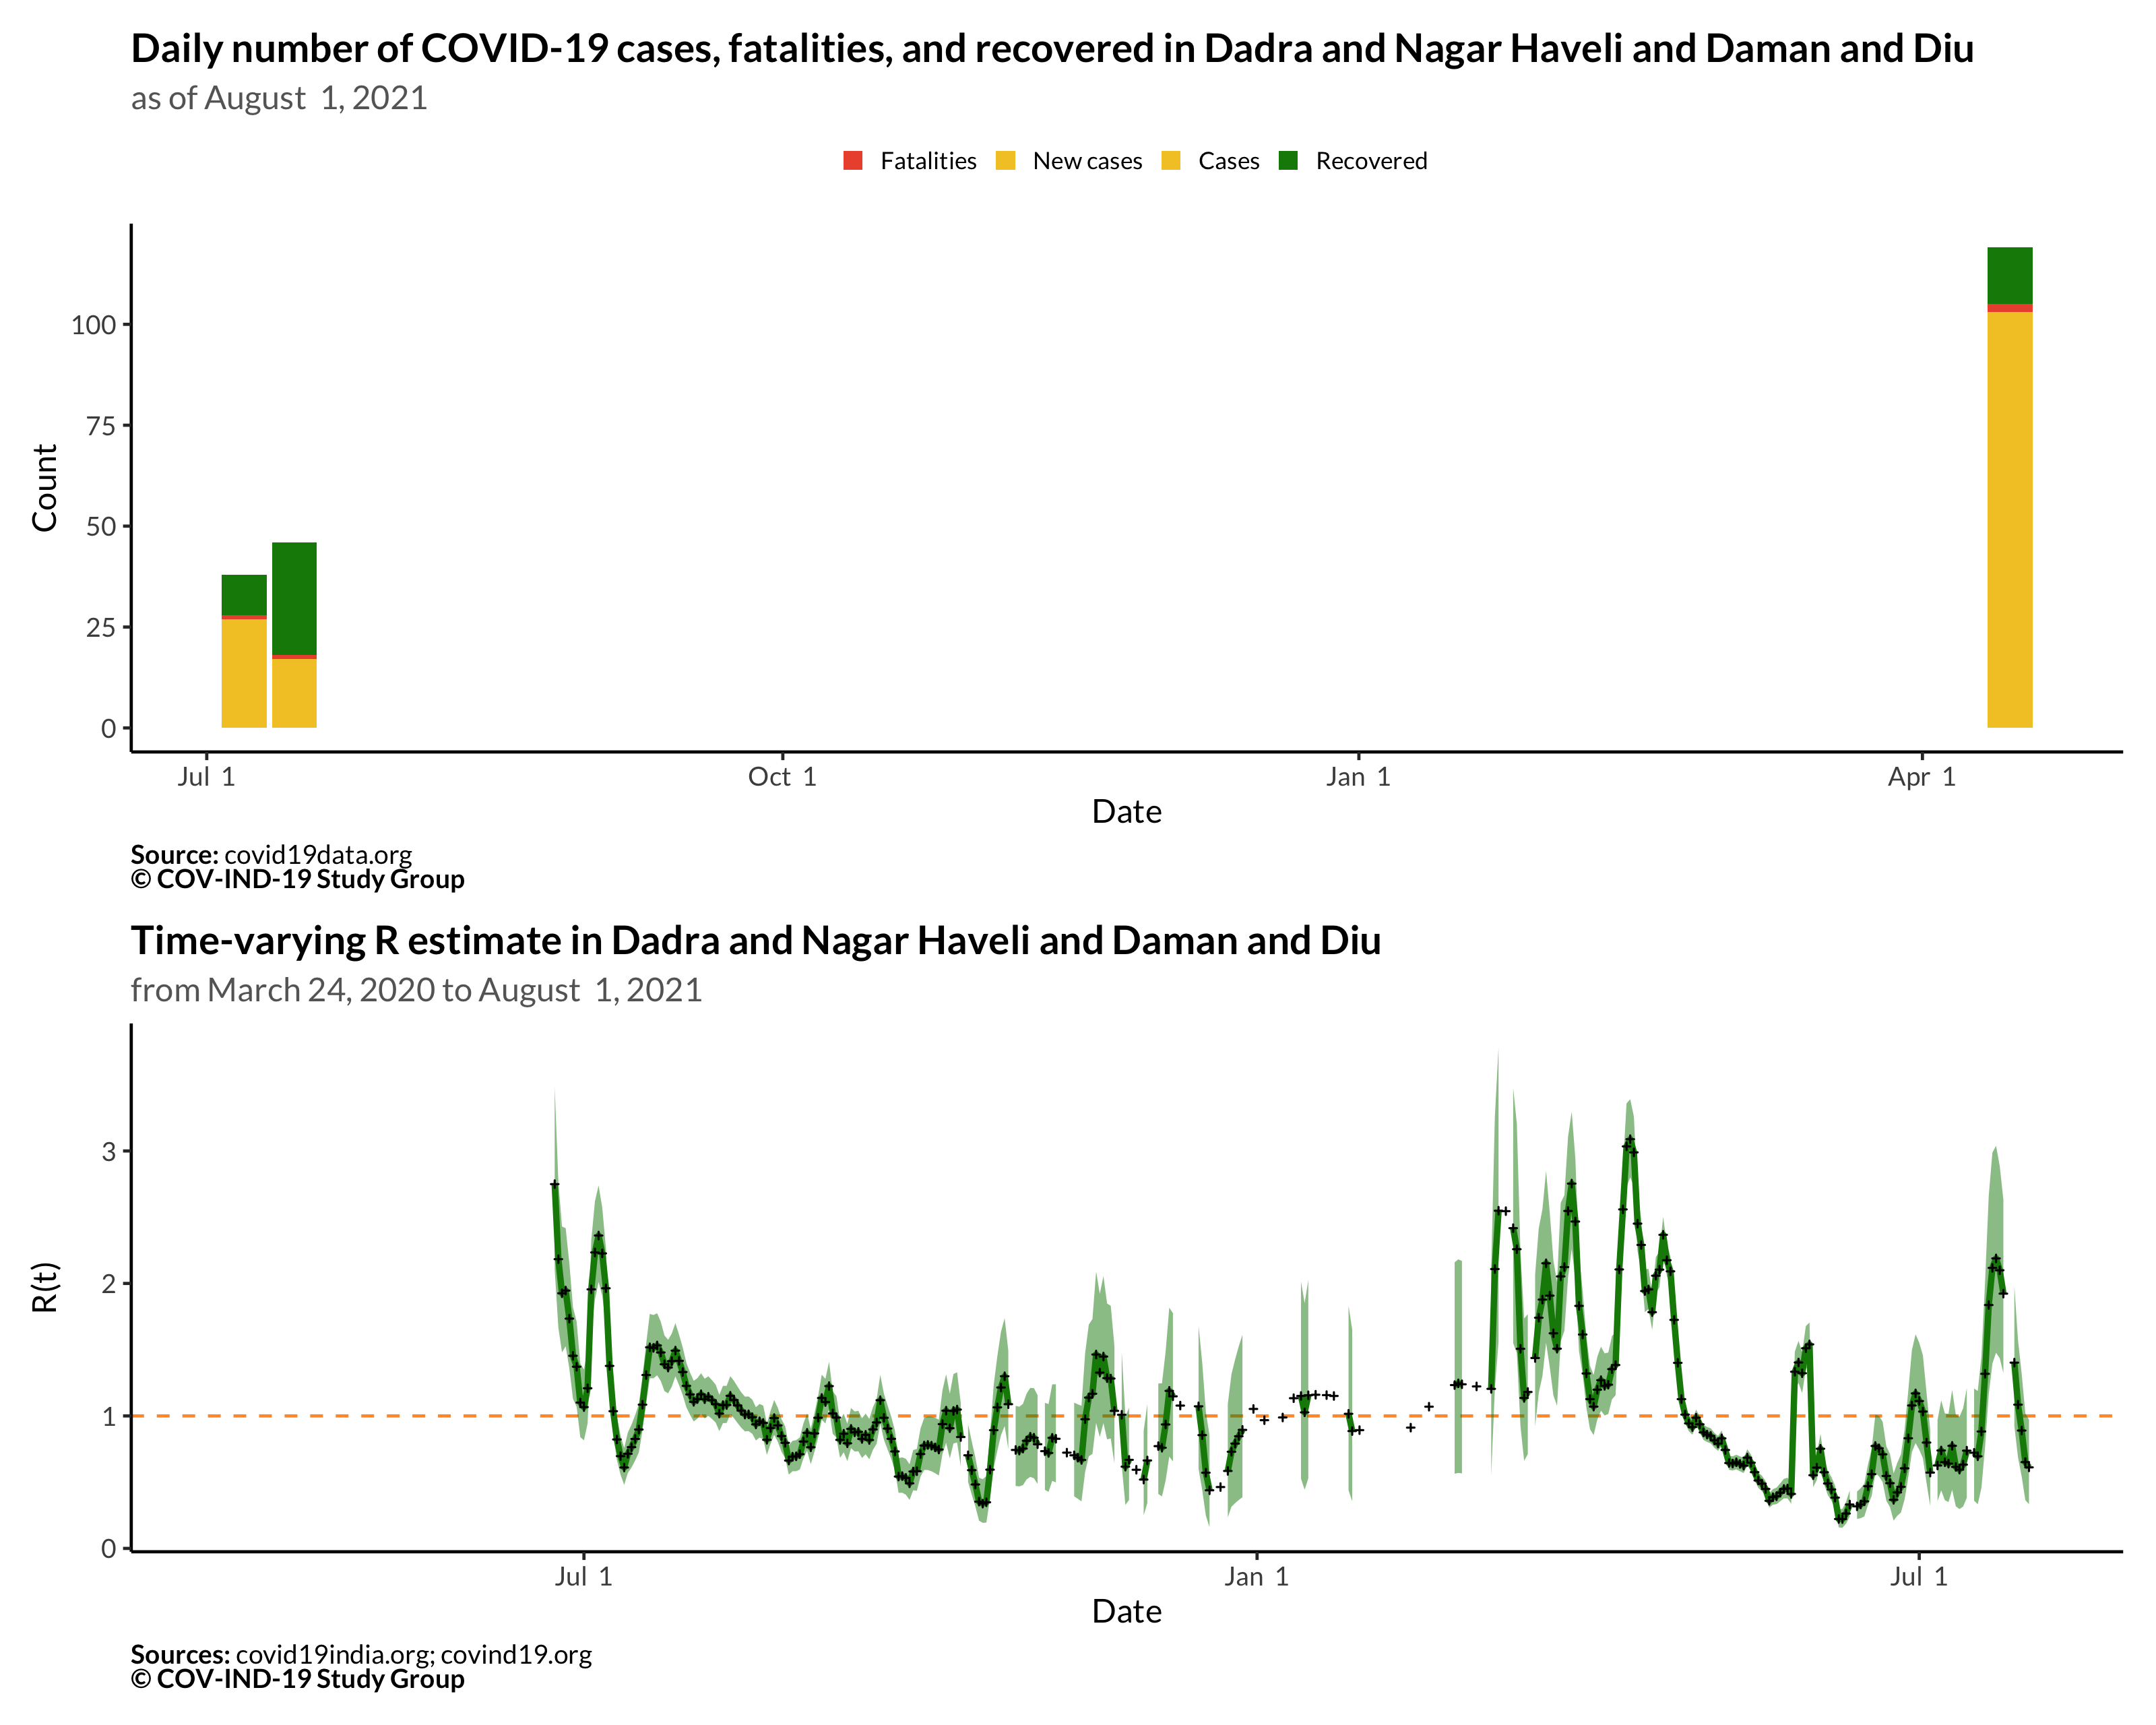 Daily number of COVID-19 cases, fatalities, and recovered in Dadra and Nagar Haveli and Daman and Diu
as of August 1, 2021
Fatalities New cases Cases Recovered
100
75
50
25
0
Count
Jul 1 Oct 1 Jan 1 Apr 1
Date
Source: covid19data.org
© COV-IND-19 Study Group
Time-varying R estimate in Dadra and Nagar Haveli and Daman and Diu
from March 24, 2020 to August 1, 2021
3
2
1
0
R(t)
Jul 1 Jan 1 Jul 1
Date
Sources: covid19india.org; covind19.org
© COV-IND-19 Study Group